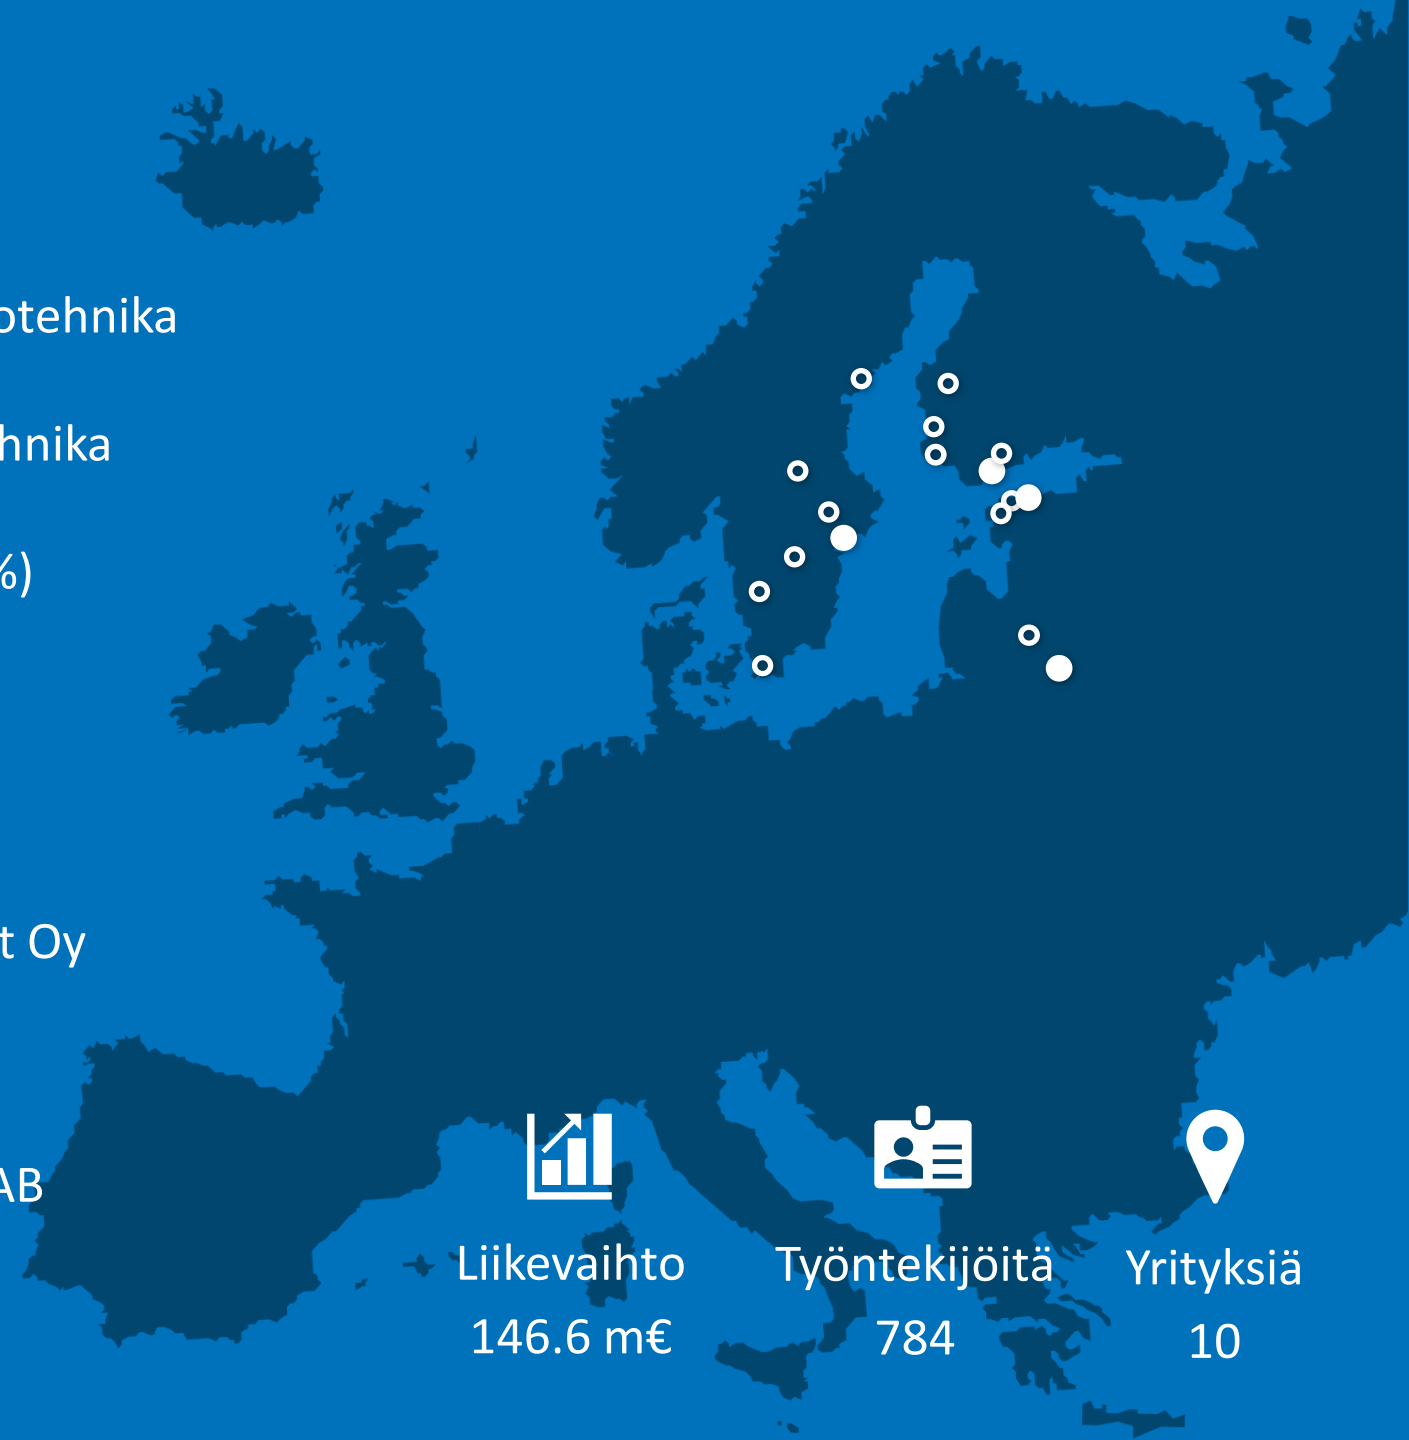 otehnika
hnika
%)
t Oy
AB
Liikevaihto
146.6 m€
Työntekijöitä
784
Yrityksiä
10